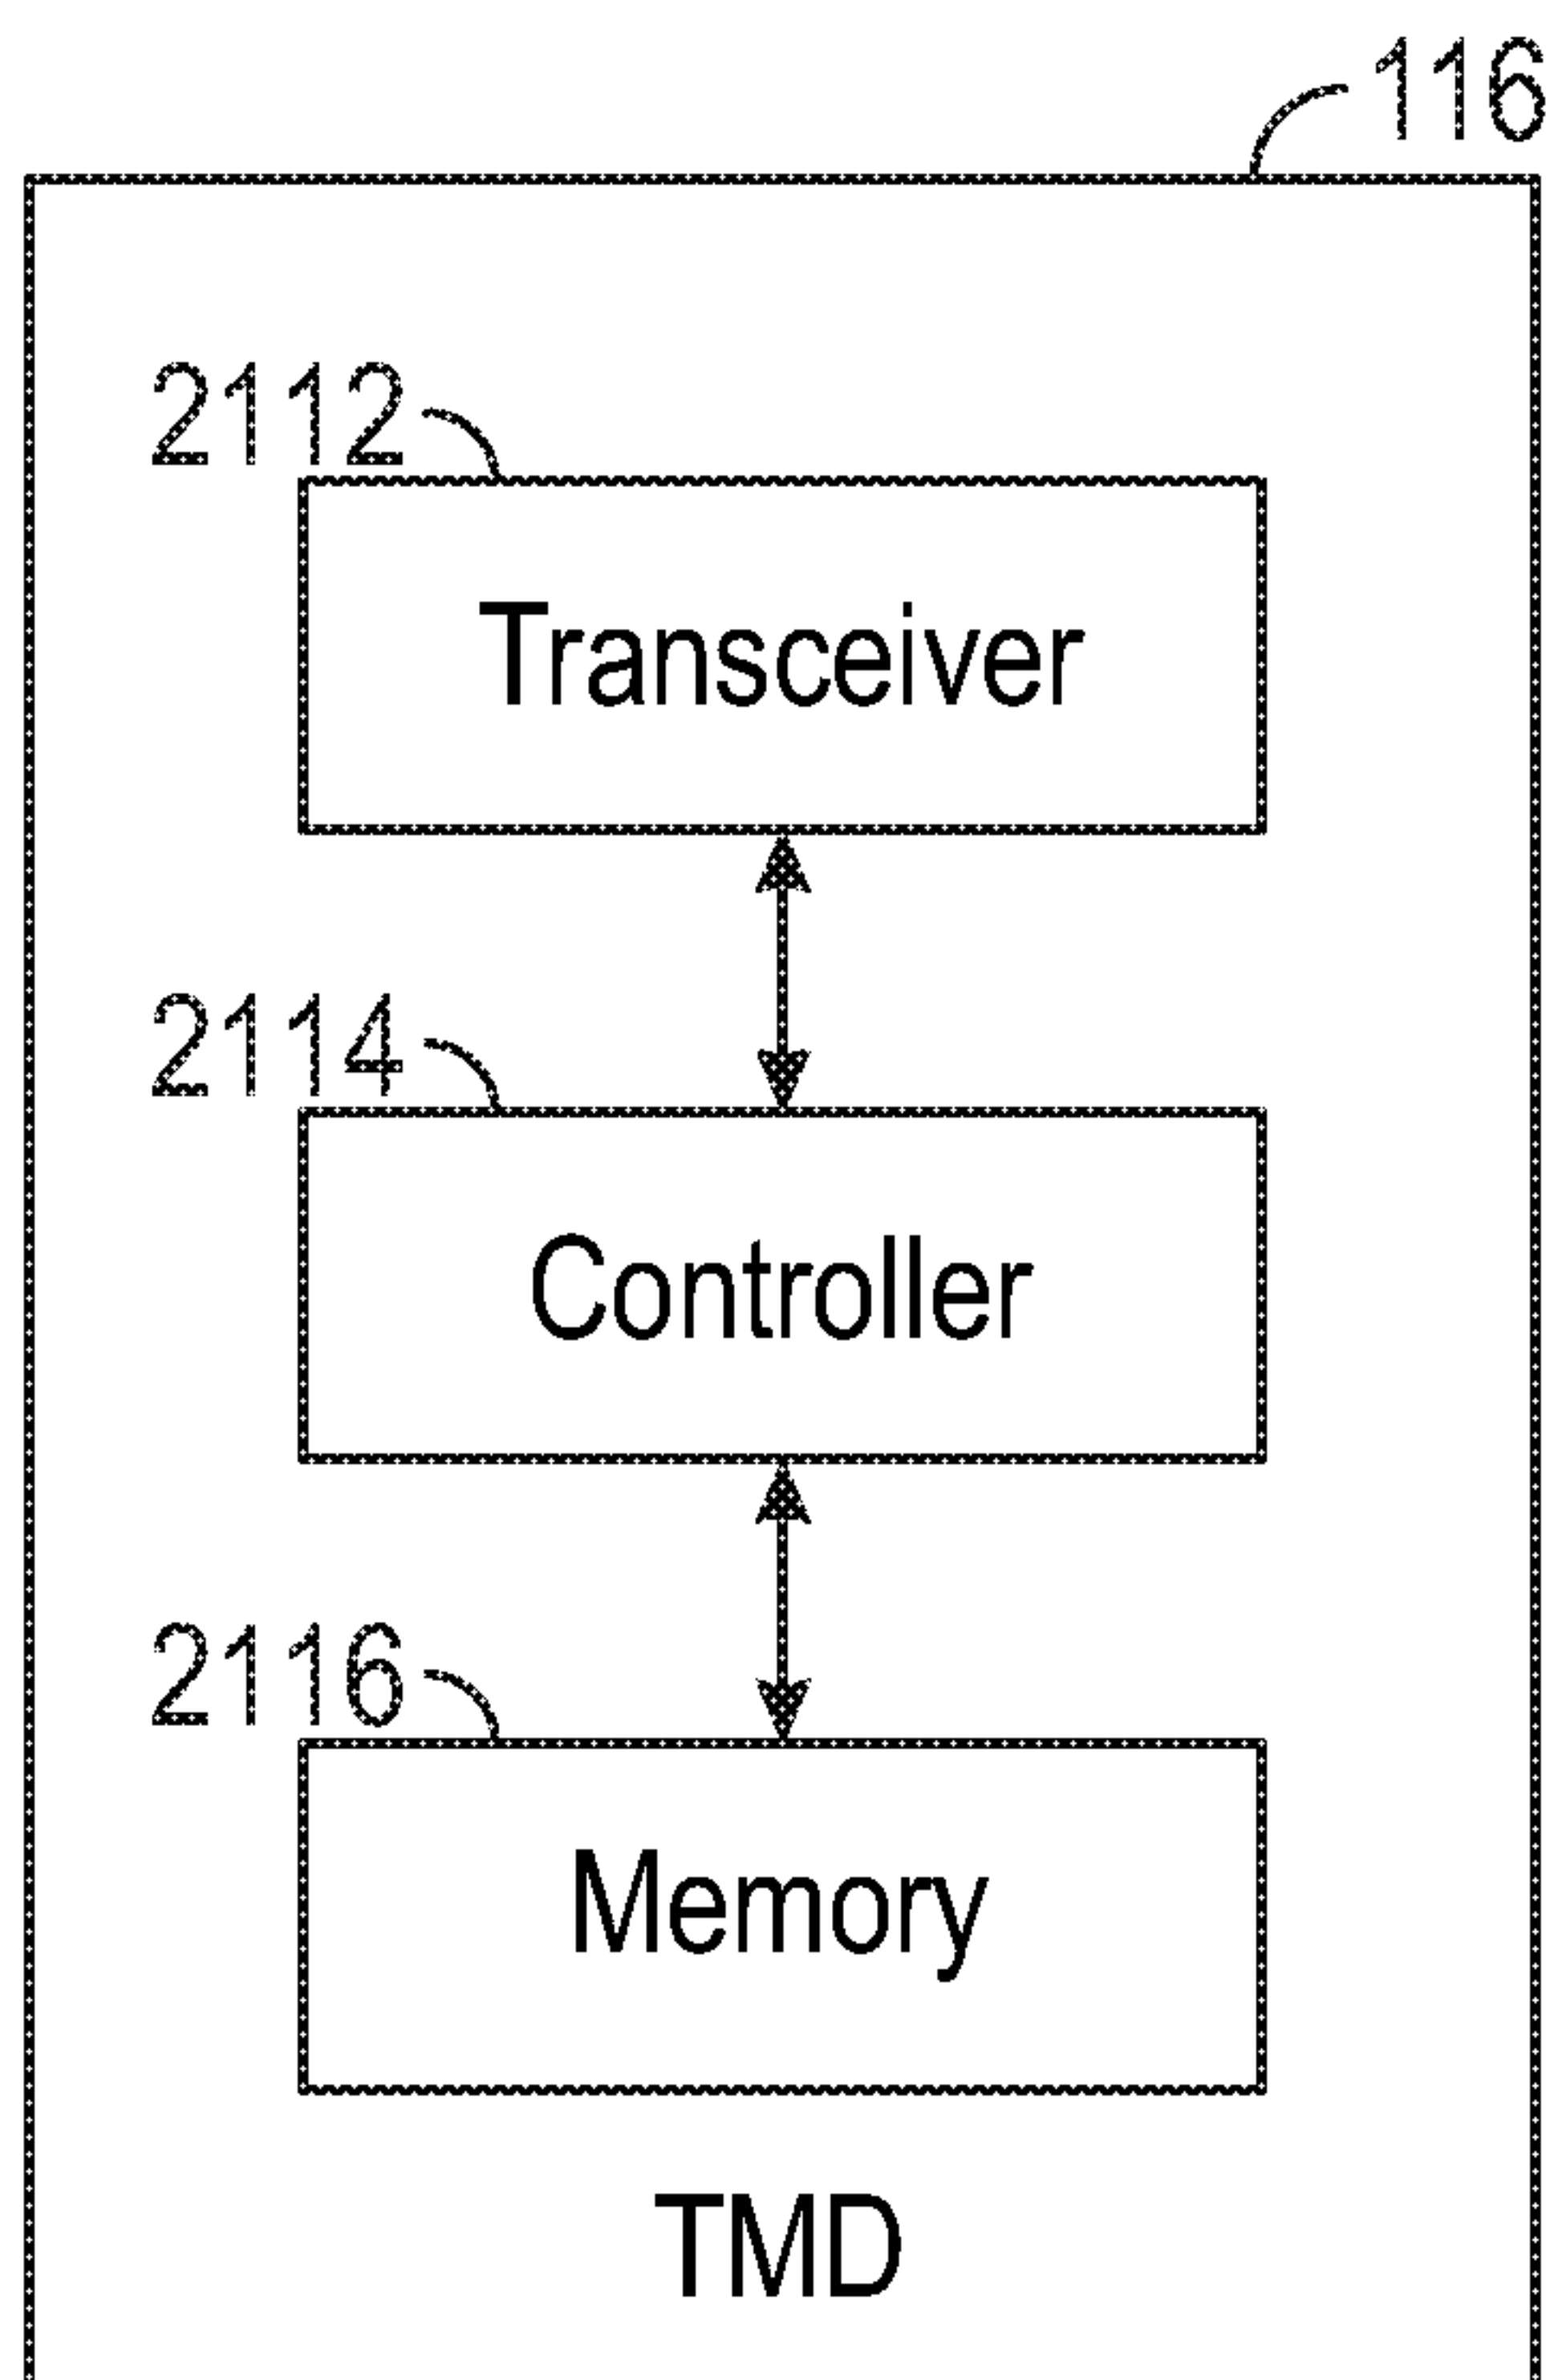 116
2112
Transceiver
2114
Controller
2116
Memory
TMD